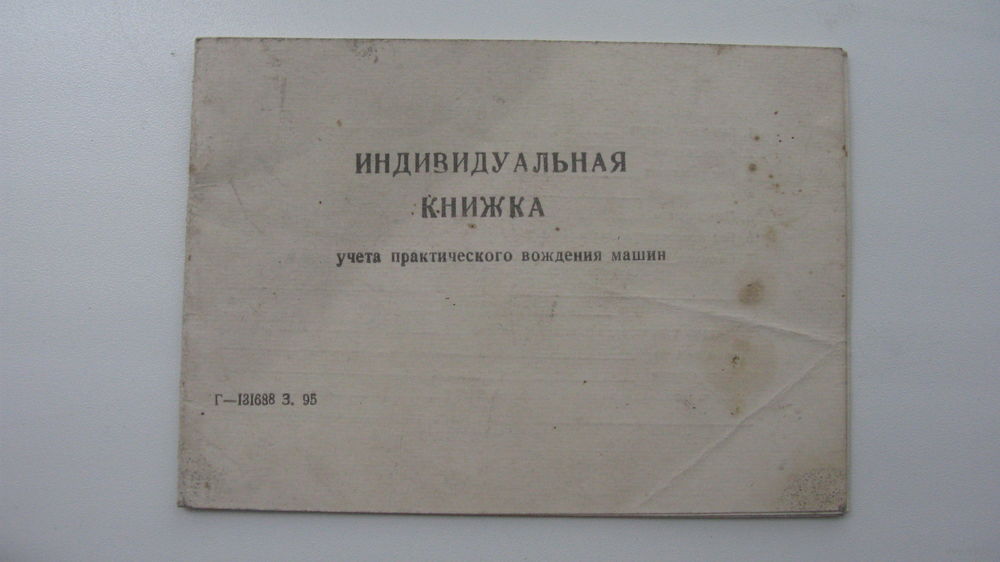 ИНДИВИДУАЛЬНАЯ
КНИЖКА
учета практического вождения машин
Г—131688 З. 95